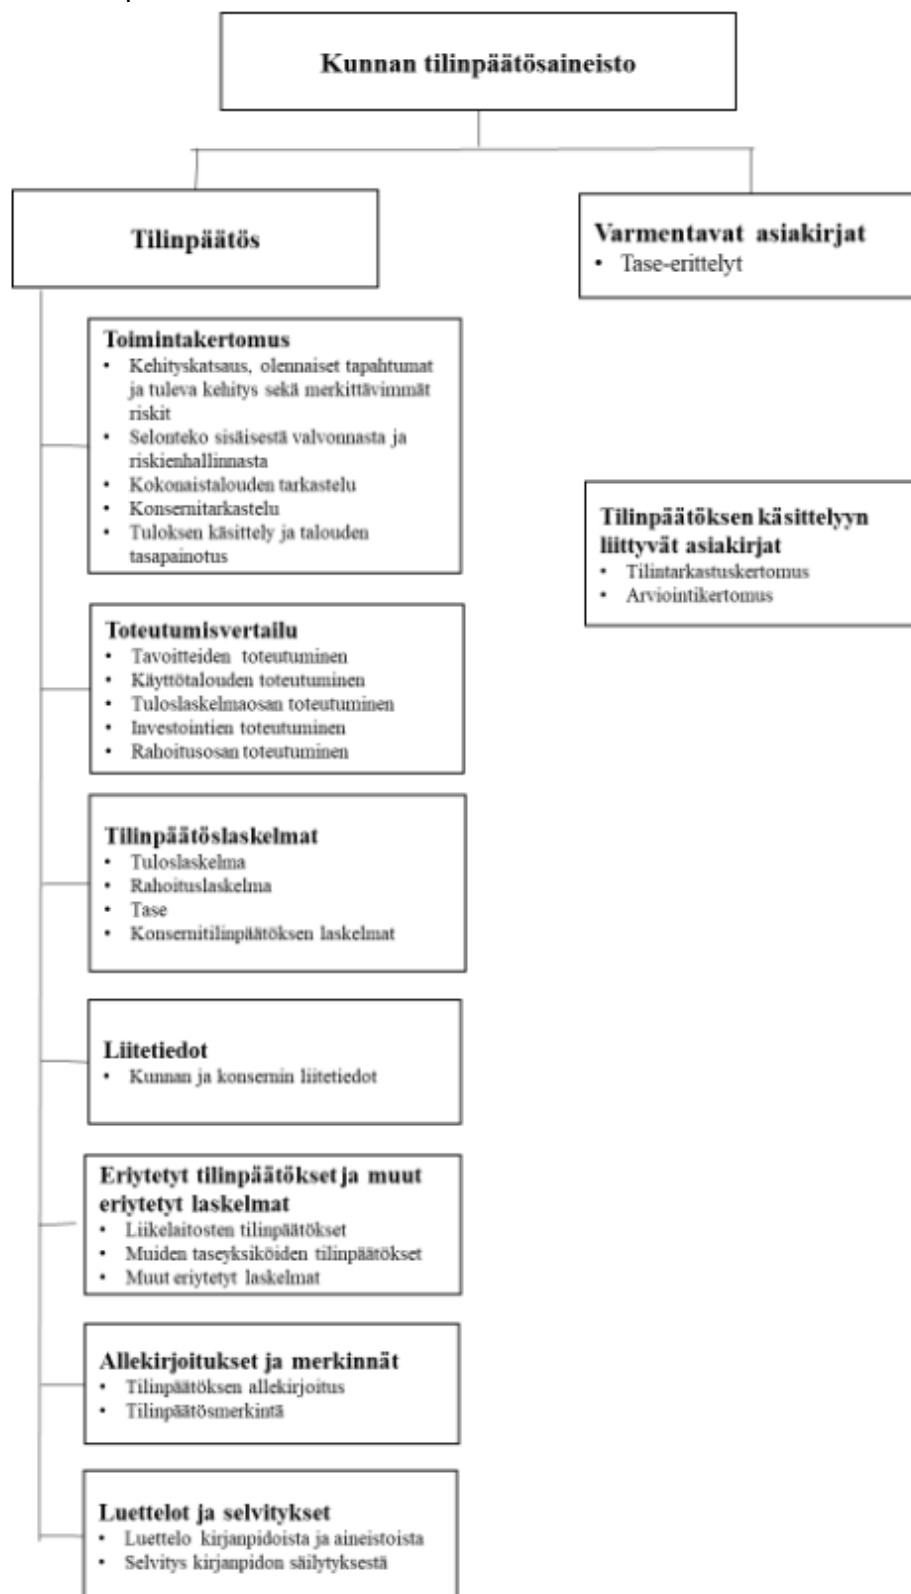 Kunnan tilinpäätösaineisto
Tilinpäätös
Varmentavat asiakirjat
• Tase-erittelyt
Toimintakertomus
• Kehityskatsaus, olennaiset tapahtumat
ja tuleva kehitys sekä merkittävimmät
riskit
• Selonteko sisäisestä valvonnasta ja
riskienhallinnasta
• Kokonaistalouden tarkastelu
• Konsernitarkastelu
• Tuloksen käsittely ja talouden
tasapainotus
Tilinpäätöksen käsittelyyn
liittyvät asiakirjat
• Tilintarkastuskertomus
• Arviointikertomus
Toteutumisvertailu
• Tavoitteiden toteutuminen
• Käyttötalouden toteutuminen
• Tuloslaskelmaosan toteutuminen
• Investointien toteutuminen
• Rahoitusosan toteutuminen
Tilinpäätöslaskelmat
• Tuloslaskelma
• Rahoituslaskelma
• Tase
• Konsernitilinpäätöksen laskelmat
Liitetiedot
• Kunnan ja konsernin liitetiedot
Eriytetyt tilinpäätökset ja muut
eriytetyt laskelmat
• Liikelaitosten tilinpäätökset
• Muiden taseyksiköiden tilinpäätökset
• Muut eriytetyt laskelmat
Allekirjoitukset ja merkinnät
• Tilinpäätöksen allekirjoitus
• Tilinpäätösmerkintä
Luettelot ja selvitykset
• Luettelo kirjanpidoista ja aineistoista
• Selvitys kirjanpidon säilytyksestä